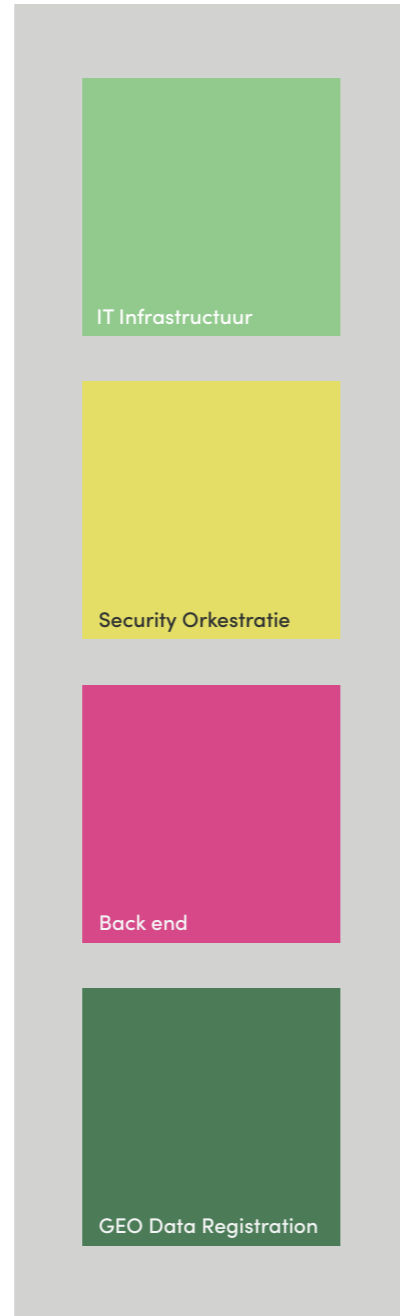 IT Infrastructuur
Security Orkestratie
Back end
GEO Data Registration